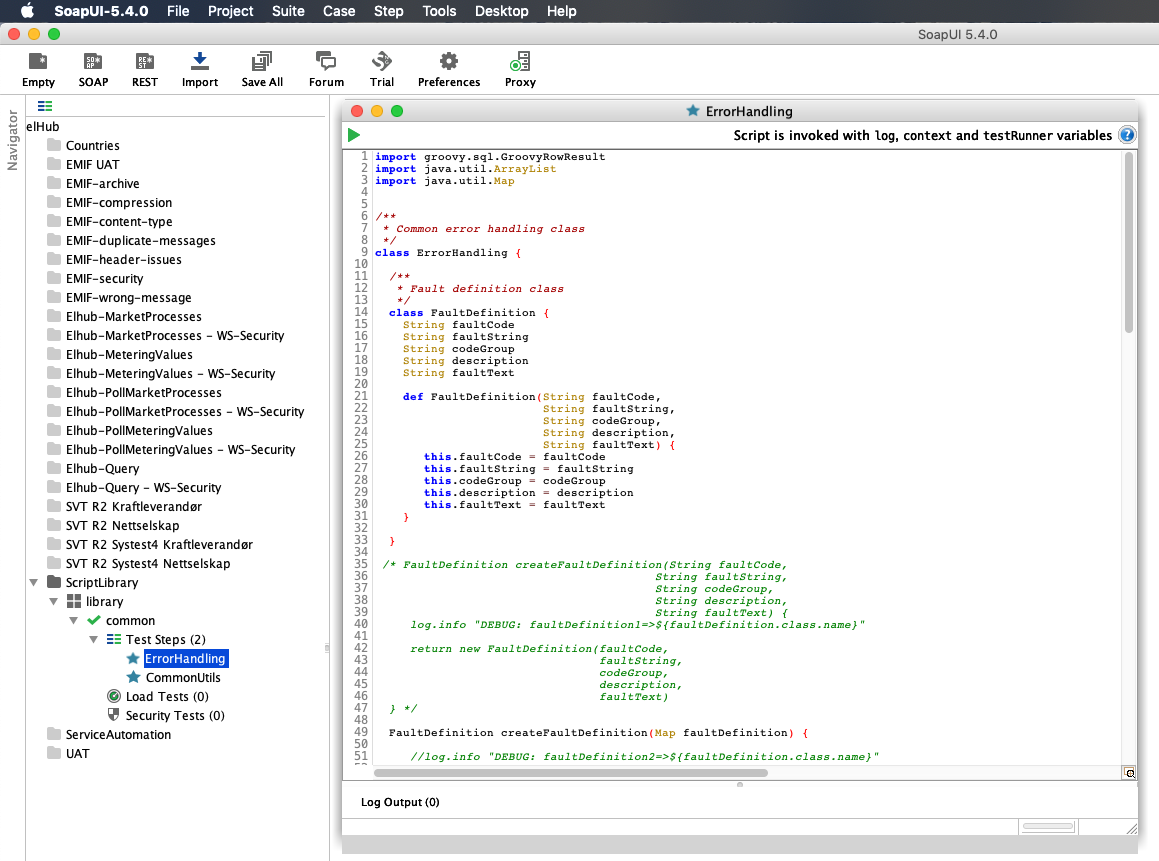 SoapUI-5.4.0 File Project Suite Case Step Tools Desktop Help
SoapUI 5.4.0
Empty SOAP REST Import Save All Forum Trial Preferences Proxy
Navigator
elHub
Countries
EMIF UAT
EMIF-archive
EMIF-compression
EMIF-content-type
EMIF-duplicate-messages
EMIF-header-issues
EMIF-security
EMIF-wrong-message
Elhub-MarketProcesses
Elhub-MarketProcesses - WS-Security
Elhub-MeteringValues
Elhub-MeteringValues - WS-Security
Elhub-PollMarketProcesses
Elhub-PollMarketProcesses - WS-Security
Elhub-PollMeteringValues
Elhub-PollMeteringValues - WS-Security
Elhub-Query
Elhub-Query - WS-Security
SVT R2 Kraftleverandør
SVT R2 Nettselskap
SVT R2 Systest4 Kraftleverandør
SVT R2 Systest4 Nettselskap
ScriptLibrary
library
common
Test Steps (2)
ErrorHandling
CommonUtils
Load Tests (0)
Security Tests (0)
ServiceAutomation
UAT
ErrorHandling
Script is invoked with log, context and testRunner variables ?
1 import groovy.sql.GroovyRowResult
2 import java.util.ArrayList
3 import java.util.Map
4
5
6 /**
7 * Common error handling class
8 */
9 class ErrorHandling {
10
11 /**
12 * Fault definition class
13 */
14 class FaultDefinition {
15 String faultCode
16 String faultString
17 String codeGroup
18 String description
19 String faultText
20
21 def FaultDefinition(String faultCode,
22 String faultString,
23 String codeGroup,
24 String description,
25 String faultText) {
26 this.faultCode = faultCode
27 this.faultString = faultString
28 this.codeGroup = codeGroup
29 this.description = description
30 this.faultText = faultText
31 }
32
33 }
34
35 /* FaultDefinition createFaultDefinition(String faultCode,
36 String faultString,
37 String codeGroup,
38 String description,
39 String faultText) {
40 log.info "DEBUG: faultDefinition1=>${faultDefinition.class.name}"
41
42 return new FaultDefinition(faultCode,
43 faultString,
44 codeGroup,
45 description,
46 faultText)
47 } */
48
49 FaultDefinition createFaultDefinition(Map faultDefinition) {
50
51 //log.info "DEBUG: faultDefinition2=>${faultDefinition.class.name}"
Log Output (0)